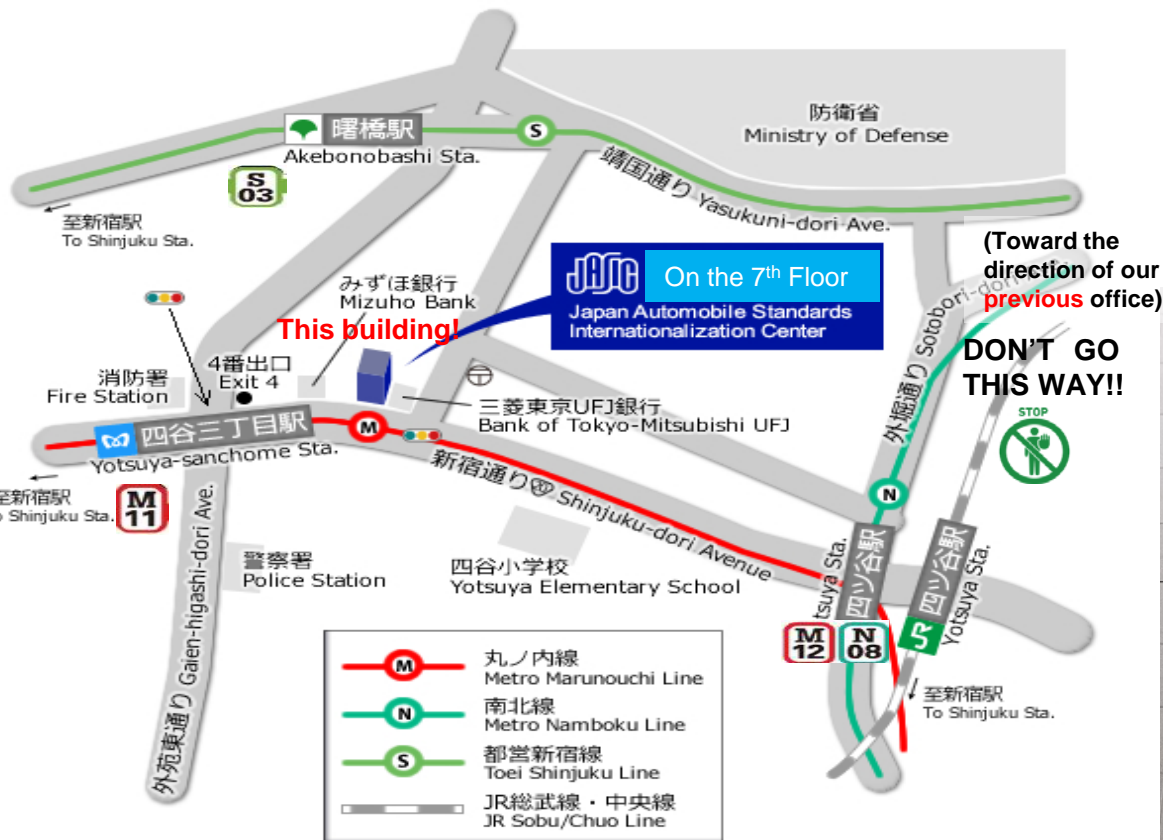 防衛省
Ministry of Defense
曙橋駅
S
Akebonobashi Sta.
S
03
靖国通り Yasukuni-dori Ave.
至新宿駅
To Shinjuku Sta.
(Toward the
direction of our
previous office)
JASIC
On the 7th Floor
Japan Automobile Standards
Internationalization Center
みずほ銀行
Mizuho Bank
This building!
外堀通り Sotobori-dori
DON'T GO
THIS WAY!!
STOP
4番出口
Exit 4
消防署
Fire Station
三菱東京UFJ銀行
Bank of Tokyo-Mitsubishi UFJ
四谷三丁目駅
M
Yotsuya-sanchome Sta.
新宿通り 20 Shinjuku-dori Avenue
至新宿駅
o Shinjuku Sta.
M
11
N
外苑東通り Gaien-higashi-dori Ave.
警察署
Police Station
四谷小学校
Yotsuya Elementary School
四ツ谷駅
tsuya Sta.
四ツ谷駅
Yotsuya Sta.
JR
M
12
N
08
至新宿駅
To Shinjuku Sta.
M
丸ノ内線
Metro Marunouchi Line
N
南北線
Metro Namboku Line
S
都営新宿線
Toei Shinjuku Line
JR総武線・中央線
JR Sobu/Chuo Line